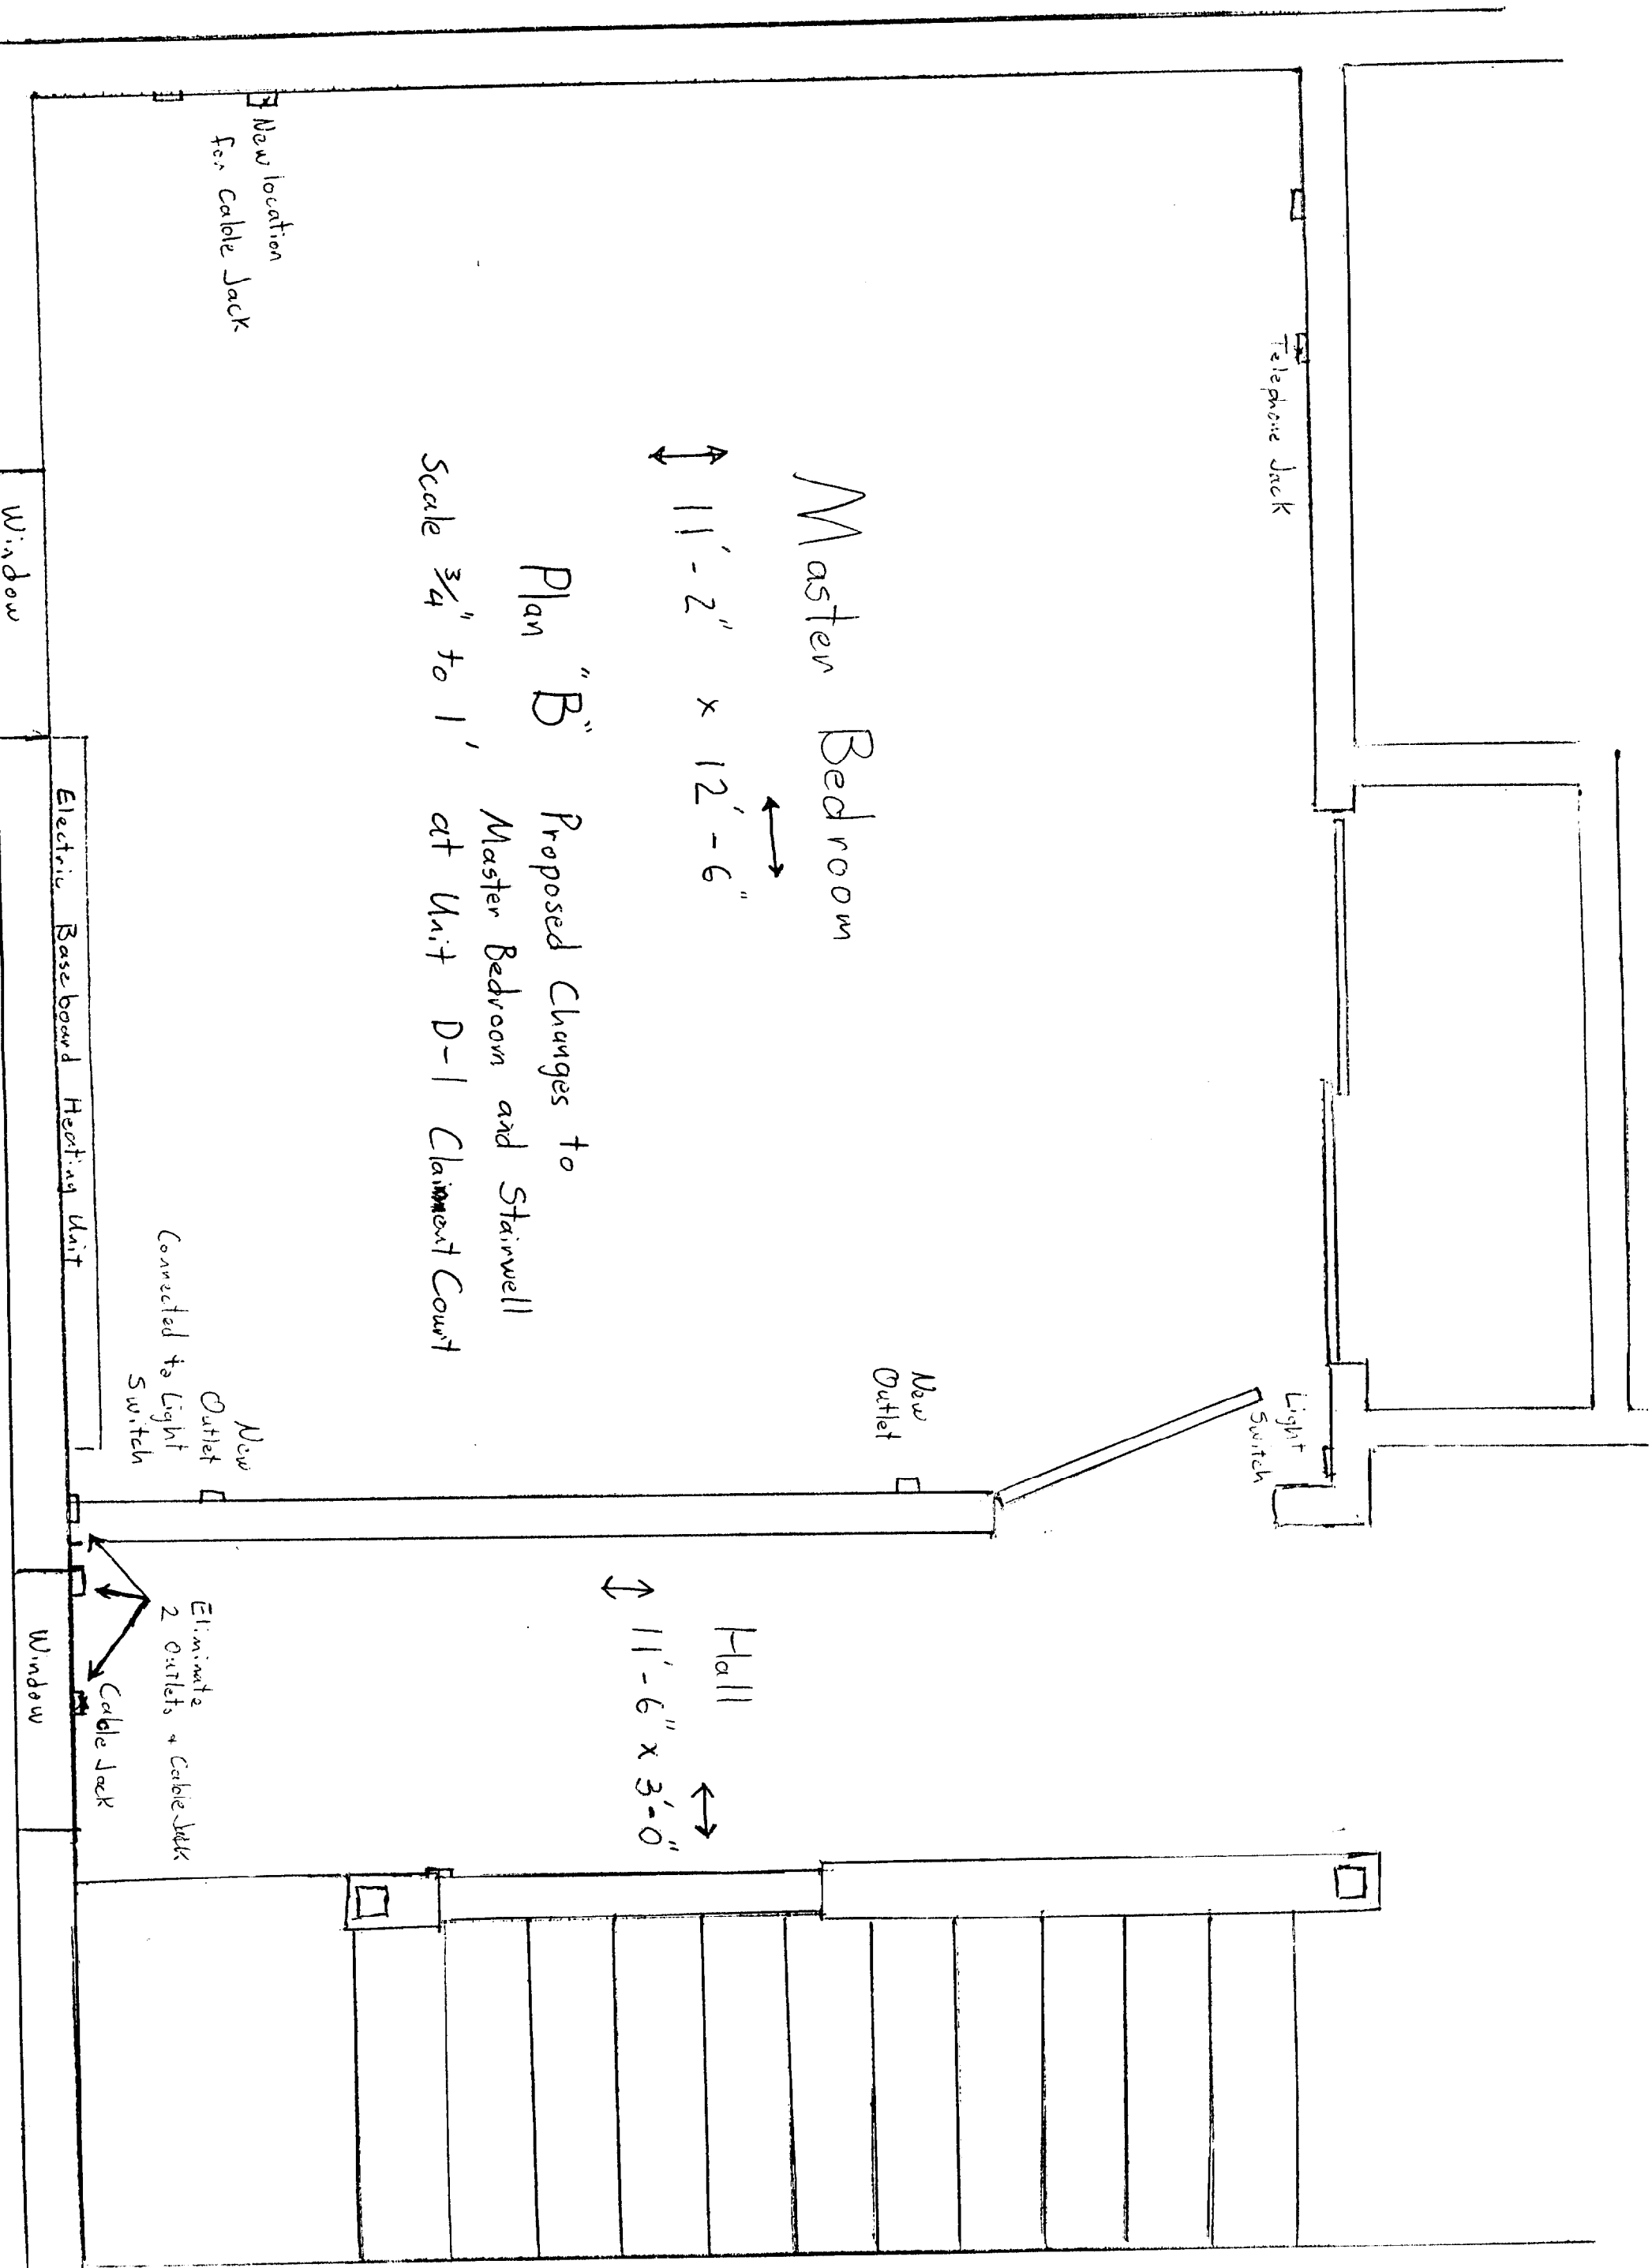 Telephone Jack
Light
Switch
Master Bedroom
11'-2" x 12'-6"
Plan "B" Proposed Changes to
Master Bedroom and Stairwell
Scale 3/4" to 1' at Unit D-1 Clairmont Court
New
Outlet
Hall
11'-6" x 3'-0"
New location
for Cable Jack
New
Outlet
Connected to Light
Switch
Eliminate
2 Outlets + Cable Jack
Cable Jack
Electric Baseboard Heating Unit
Window
Window